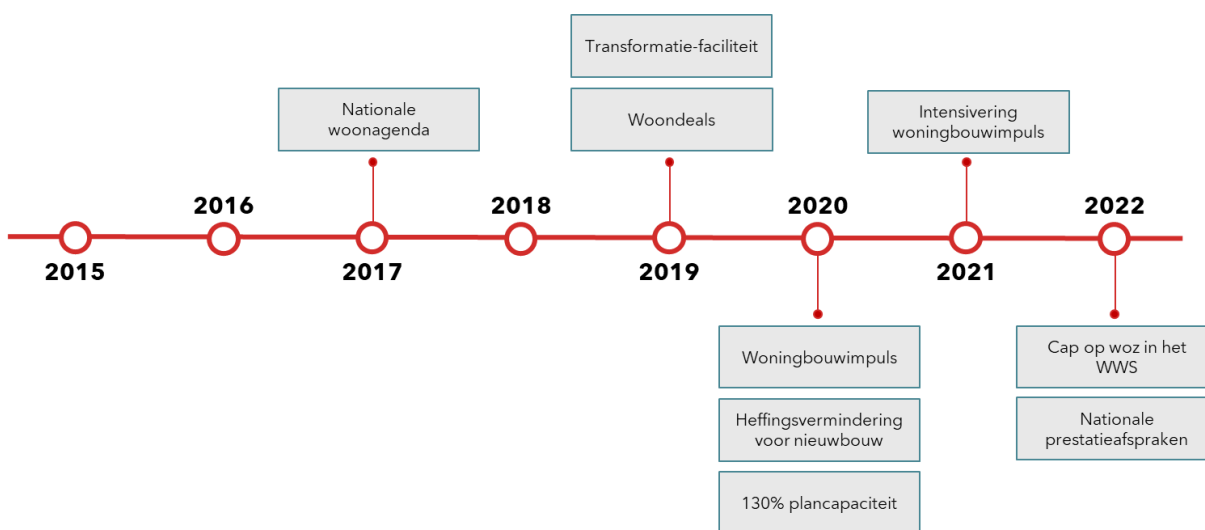 Transformatie-faciliteit
Nationale
woonagenda
Woondeals
Intensivering
woningbouwimpuls
2016
2018
2020
2022
2015
2017
2019
2021
Woningbouwimpuls
Heffingsvermindering
voor nieuwbouw
130% plancapaciteit
Cap op woz in het
WWS
Nationale
prestatieafspraken